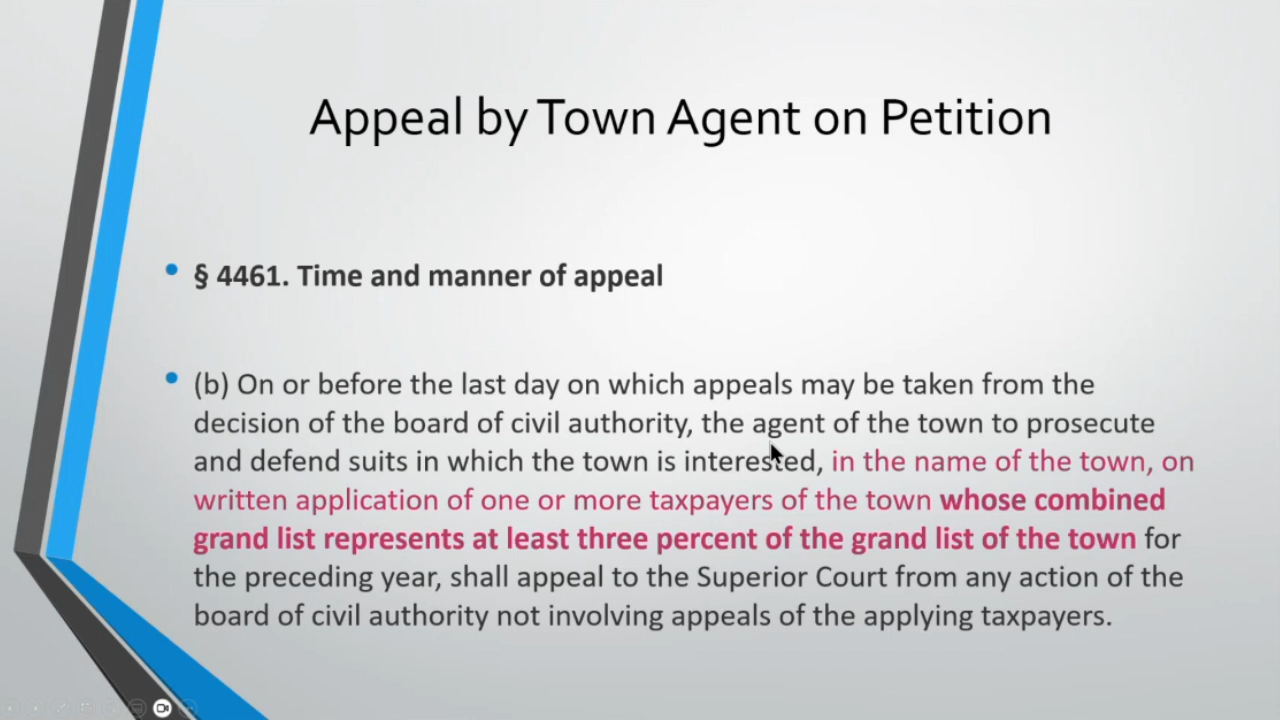 Appeal by Town Agent on Petition
§ 4461. Time and manner of appeal
(b) On or before the last day on which appeals may be taken from the
decision of the board of civil authority, the agent of the town to prosecute
and defend suits in which the town is interested, in the name of the town, on
written application of one or more taxpayers of the town whose combined
grand list represents at least three percent of the grand list of the town for
the preceding year, shall appeal to the Superior Court from any action of the
board of civil authority not involving appeals of the applying taxpayers.